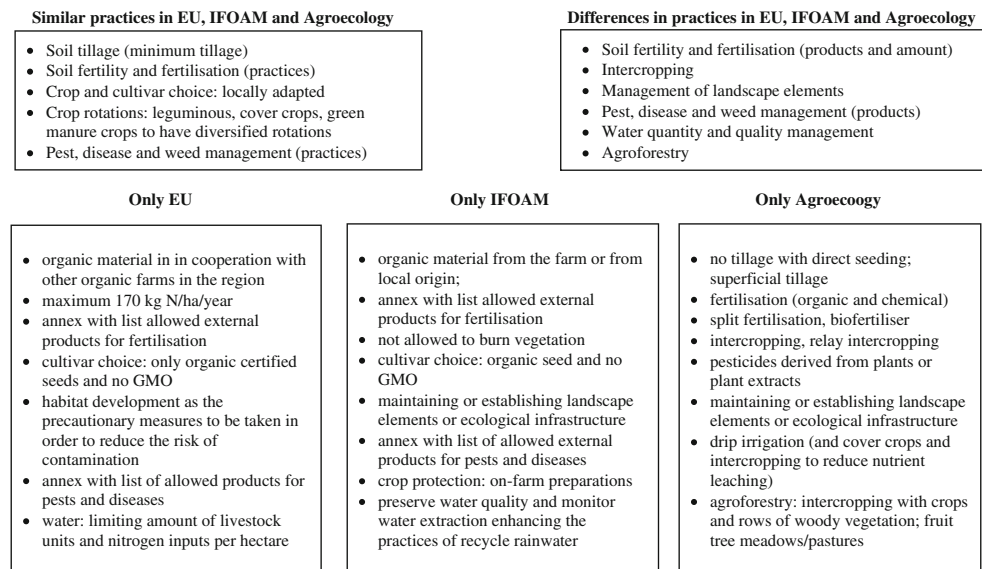 Similar practices in EU, IFOAM and Agroecology
• Soil tillage (minimum tillage)
• Soil fertility and fertilisation (practices)
• Crop and cultivar choice: locally adapted
• Crop rotations: leguminous, cover crops, green
manure crops to have diversified rotations
• Pest, disease and weed management (practices)
Differences in practices in EU, IFOAM and Agroecology
• Soil fertility and fertilisation (products and amount)
• Intercropping
• Management of landscape elements
• Pest, disease and weed management (products)
• Water quantity and quality management
• Agroforestry
Only EU
• organic material in in cooperation with
other organic farms in the region
• maximum 170 kg N/ha/year
• annex with list allowed external
products for fertilisation
• cultivar choice: only organic certified
seeds and no GMO
• habitat development as the
precautionary measures to be taken in
order to reduce the risk of
contamination
• annex with list of allowed products for
pests and diseases
• water: limiting amount of livestock
units and nitrogen inputs per hectare
Only IFOAM
• organic material from the farm or from
local origin;
• annex with list allowed external
products for fertilisation
• not allowed to burn vegetation
• cultivar choice: organic seed and no
GMO
• maintaining or establishing landscape
elements or ecological infrastructure
• annex with list of allowed external
products for pests and diseases
• crop protection: on-farm preparations
• preserve water quality and monitor
water extraction enhancing the
practices of recycle rainwater
Only Agroecoogy
• no tillage with direct seeding;
superficial tillage
• fertilisation (organic and chemical)
• split fertilisation, biofertiliser
• intercropping, relay intercropping
• pesticides derived from plants or
plant extracts
• maintaining or establishing landscape
elements or ecological infrastructure
• drip irrigation (and cover crops and
intercropping to reduce nutrient
leaching)
• agroforestry: intercropping with crops
and rows of woody vegetation; fruit
tree meadows/pastures